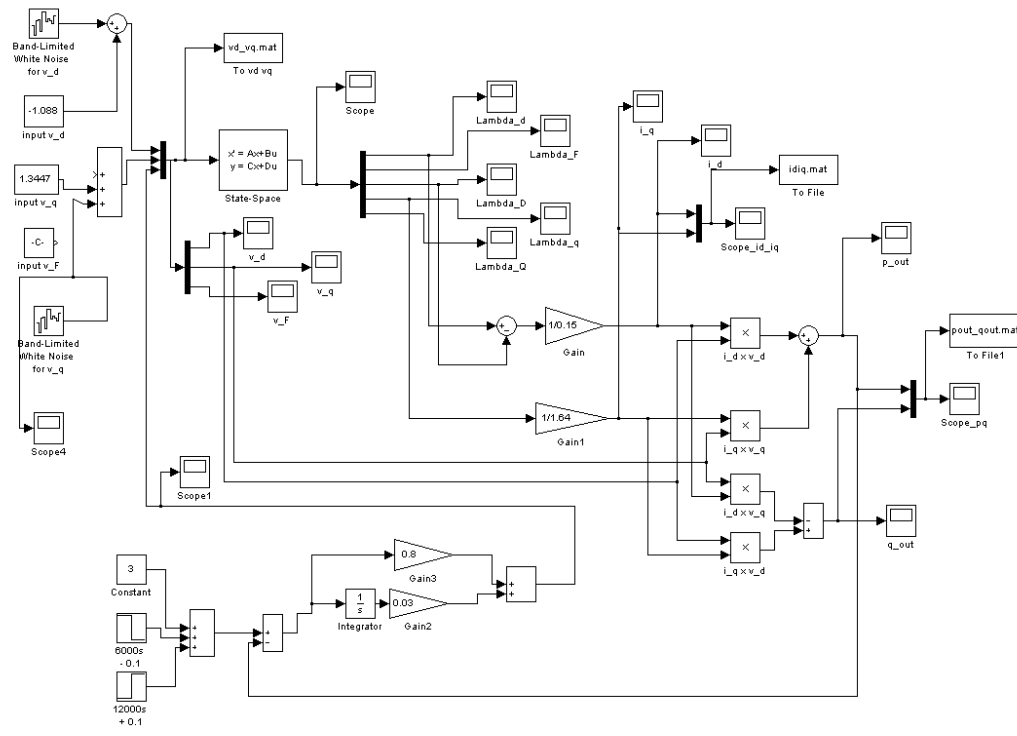 Band-Limited
White Noise
for v_d
+
+
-1.088
input v_d
1.3447
input v_q
+
+
-C-
input v_F
Band-Limited
White Noise
for v_q
Scope4
vd_vq.mat
To vd vq
x' = Ax+Bu
y = Cx+Du
State-Space
Scope
v_d
v_q
v_F
Lambda_d
Lambda_F
Lambda_D
Lambda_q
Lambda_Q
i_q
i_d
idiq.mat
To File
Scope_id_iq
p_out
pout_qout.mat
To File1
Scope_pq
+
−
1/0.15
Gain
1/1.64
Gain1
×
i_d x v_d
+
+
×
i_q x v_q
×
i_d x v_q
×
i_q x v_d
−
+
q_out
Scope1
3
Constant
6000s
- 0.1
12000s
+ 0.1
+
+
+
+
−
0.8
Gain3
1
s
Integrator
0.03
Gain2
+
+